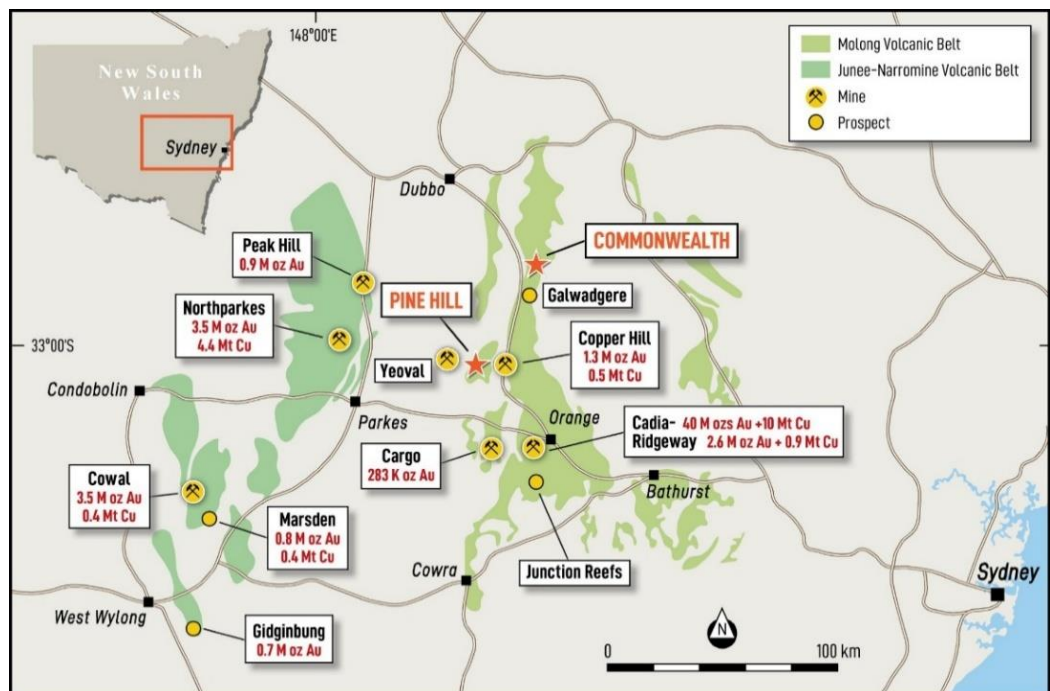 148°00'E
New South
Wales
Sydney
Molong Volcanic Belt
Junee-Narromine Volcanic Belt
Mine
Prospect
Dubbo
COMMONWEALTH
Peak Hill
0.9 M oz Au
PINE HILL
Galwadgere
Northparkes
3.5 M oz Au
4.4 Mt Cu
Copper Hill
1.3 M oz Au
0.5 Mt Cu
33°00'S
Yeoval
Condobolin
Parkes
Orange
Cadia- 40 M ozs Au +10 Mt Cu
Ridgeway 2.6 M oz Au + 0.9 Mt Cu
Cargo
283 K oz Au
Cowal
3.5 M oz Au
0.4 Mt Cu
Bathurst
Marsden
0.8 M oz Au
0.4 Mt Cu
Cowra
Junction Reefs
Sydney
West Wylong
Gidginbung
0.7 M oz Au
N
0 100 km